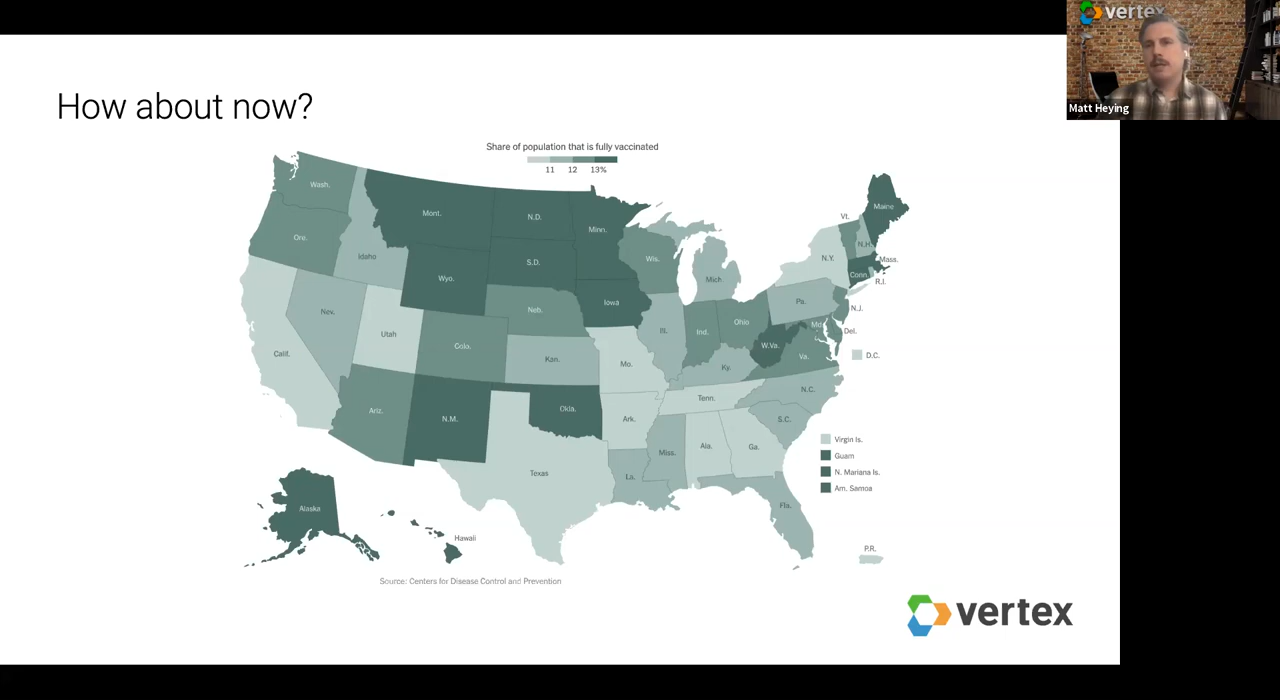 vertex
Matt Heying
How about now?
Share of population that is fully vaccinated
11 12 13%
Wash.
Mont.
N.D.
Minn.
Maine
Vt.
N.H.
Ore.
Idaho
Wyo.
S.D.
Wis.
Mich.
N.Y.
Mass.
Conn.
R.I.
Nev.
Utah
Neb.
Iowa
Ill.
Ind.
Ohio
Pa.
N.J.
Md.
Del.
Calif.
Colo.
Kan.
Mo.
Ky.
W.Va.
Va.
D.C.
Ariz.
N.M.
Okla.
Ark.
Tenn.
N.C.
S.C.
Texas
La.
Miss.
Ala.
Ga.
Fla.
Virgin Is.
Guam
N. Mariana Is.
Am. Samoa
Alaska
Hawaii
P.R.
Source: Centers for Disease Control and Prevention
vertex